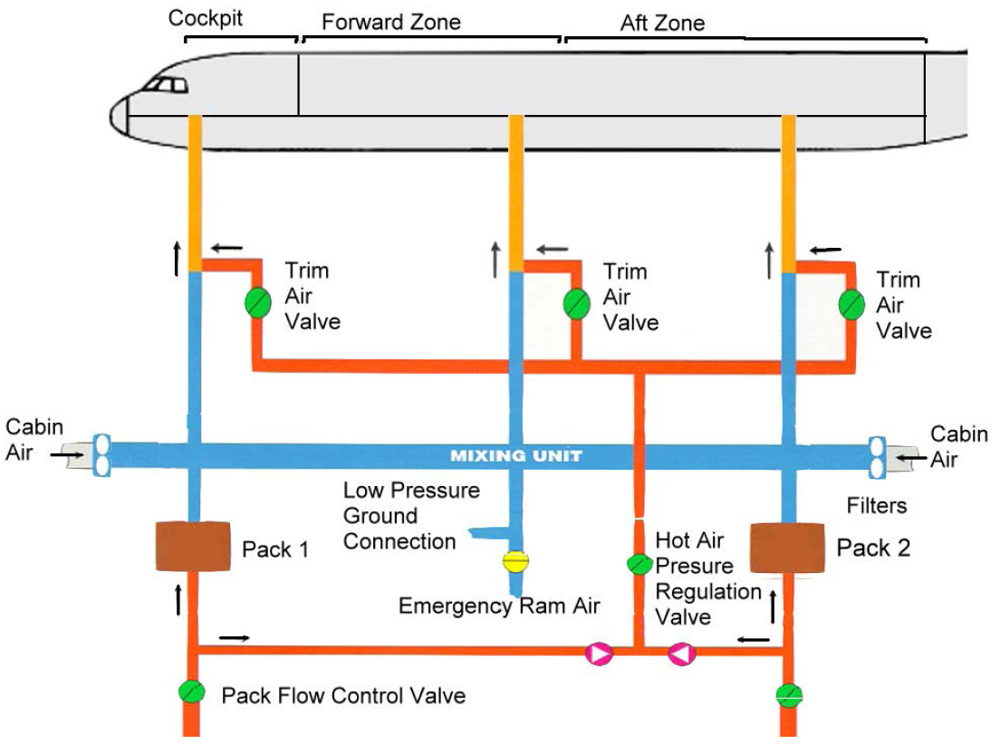 Cockpit
Forward Zone
Aft Zone
Trim
Air
Valve
Trim
Air
Valve
Trim
Air
Valve
Cabin
Air
MIXING UNIT
Cabin
Air
Low Pressure
Ground
Connection
Filters
Pack 1
Hot Air
Presure
Regulation
Valve
Pack 2
Emergency Ram Air
Pack Flow Control Valve